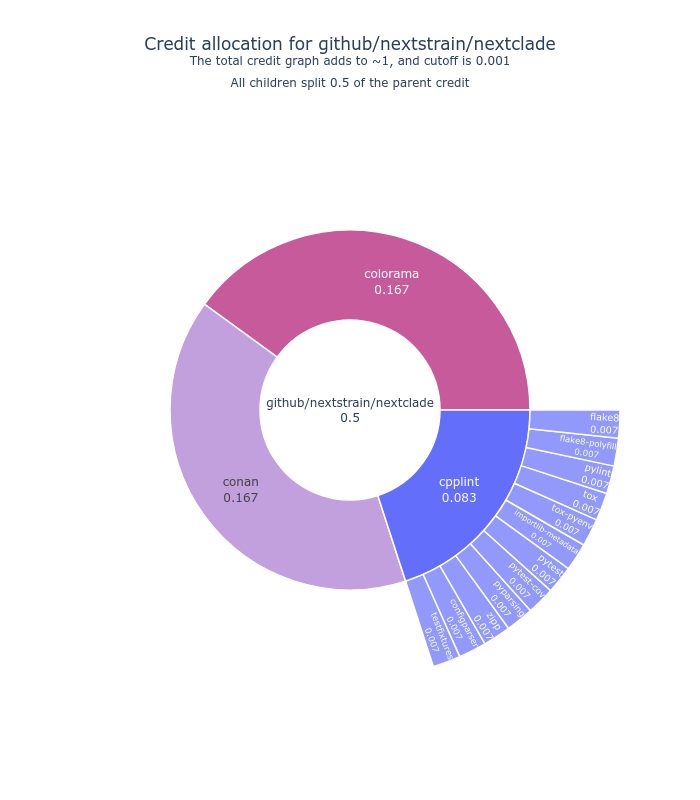 Credit allocation for github/nextstrain/nextclade
The total credit graph adds to ~1, and cutoff is 0.001
All children split 0.5 of the parent credit
colorama
0.167
github/nextstrain/nextclade
0.5
conan
0.167
cpplint
0.083
flake8
0.007
flake8-polyfill
0.007
pylint
0.007
tox
0.007
tox-pyenv
0.007
importlib-metadata
0.007
pytest
0.007
pytest-cov
0.007
pyparsing
0.007
zipp
0.007
configparser
0.007
testfixtures
0.007